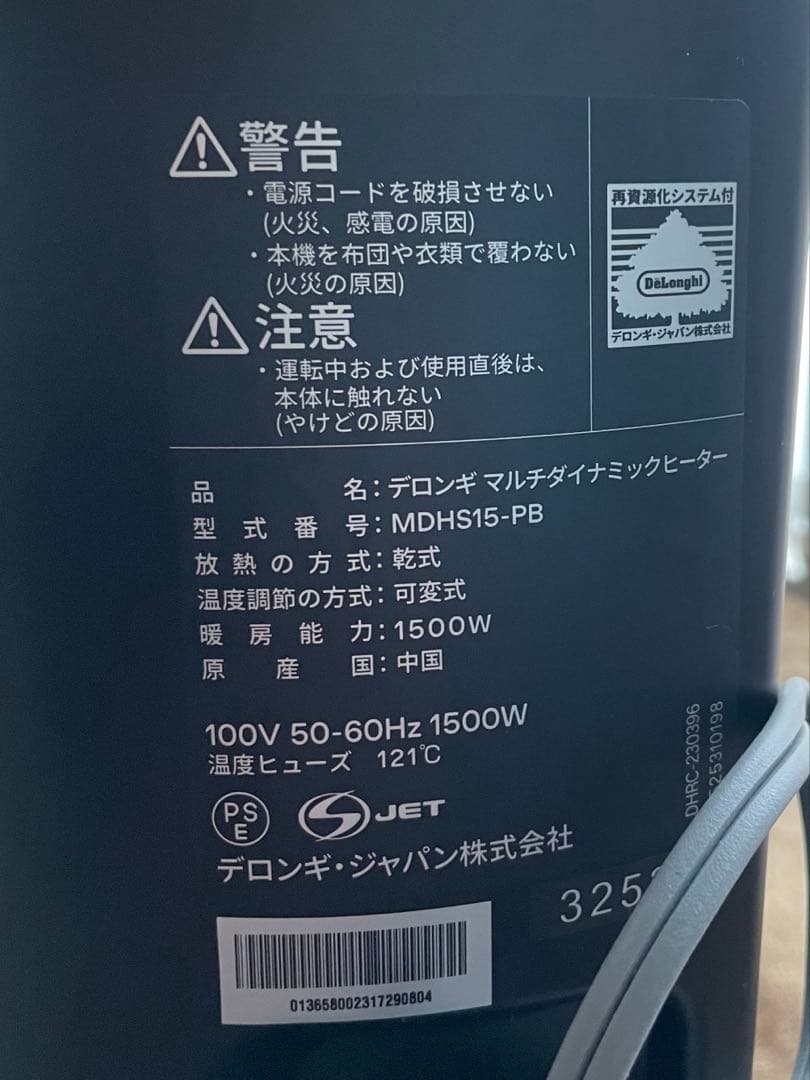 警告
・電源コードを破損させない
(火災、感電の原因)
・本機を布団や衣類で覆わない
(火災の原因)
注意
・運転中および使用直後は、
本体に触れない
(やけどの原因)
再資源化システム付
DēLonghi
デロンギ・ジャパン株式会社
品名：デロンギ マルチダイナミックヒーター
型式番号：MDHS15-PB
放熱の方式：乾式
温度調節の方式：可変式
暖房能力：1500W
原産国：中国
100V 50-60Hz 1500W
温度ヒューズ 121℃
PS
E
JET
デロンギ・ジャパン株式会社
DHRC-230396
525310198
325
013658002317290804